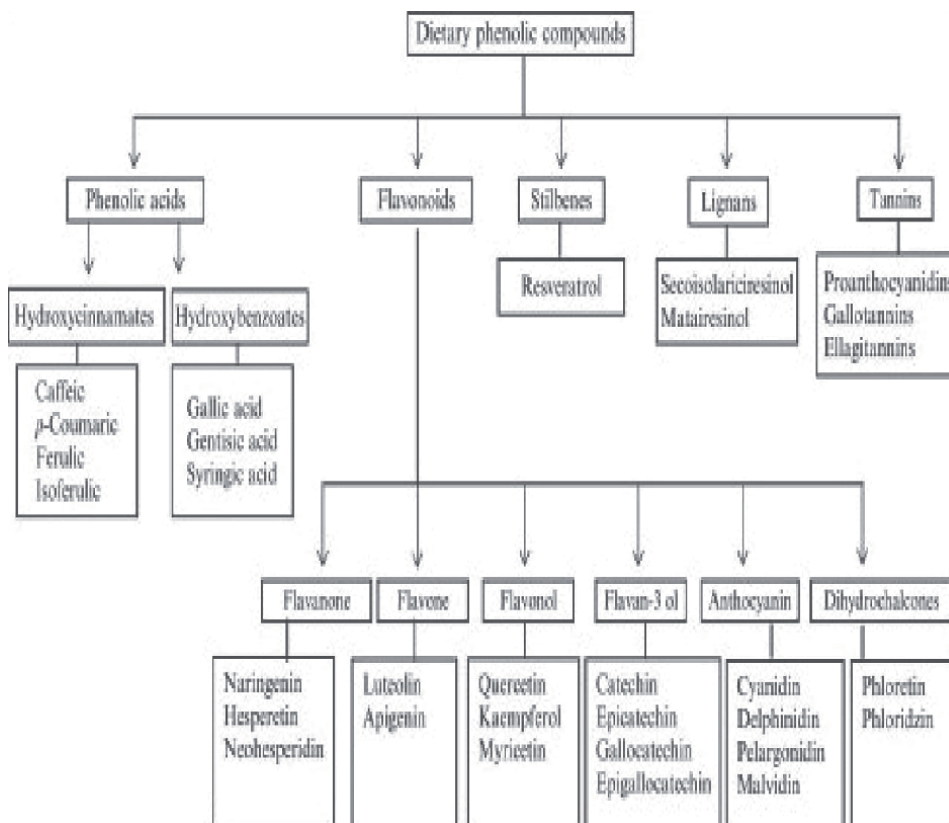 Dietary phenolic compounds
Phenolic acids
Flavonoids
Stilbenes
Lignans
Tannins
Hydroxycinnamates
Hydroxybenzoates
Resveratrol
Secoisolariciresinol
Matairesinol
Proanthocyanidins
Gallotannins
Ellagitannins
Caffeic
p-Coumaric
Ferulic
Isoferulic
Gallic acid
Gentisic acid
Syringic acid
Flavanone
Flavone
Flavonol
Flavan-3 ol
Anthocyanin
Dihydrochalcones
Naringenin
Hesperetin
Neohesperidin
Luteolin
Apigenin
Quercetin
Kaempferol
Myricetin
Catechin
Epicatechin
Gallocatechin
Epigallocatechin
Cyanidin
Delphinidin
Pelargonidin
Malvidin
Phloretin
Phloridzin